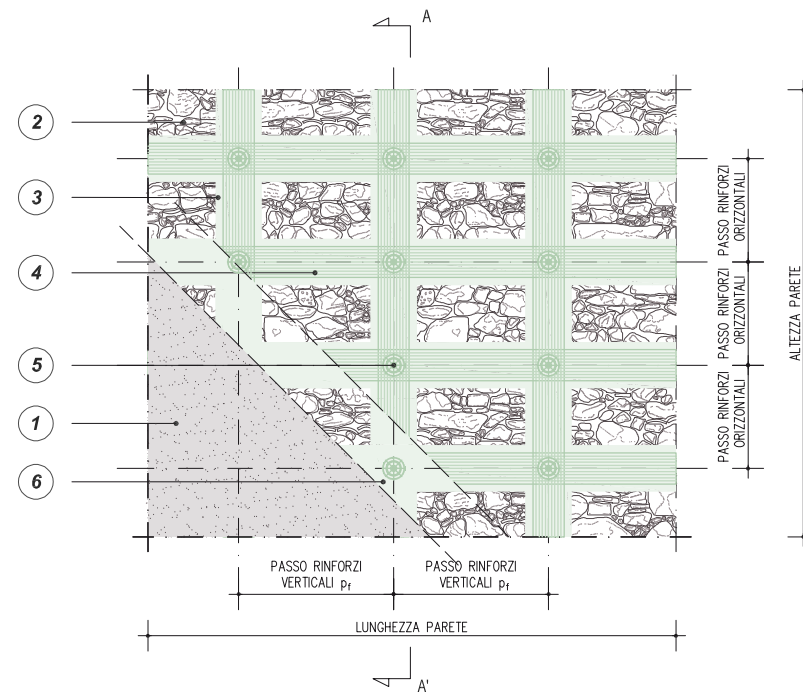 A
2
3
4
5
1
6
PASSO RINFORZI
ORIZZONTALI
PASSO RINFORZI
ORIZZONTALI
PASSO RINFORZI
ORIZZONTALI
ALTEZZA PARETE
PASSO RINFORZI
VERTICALI pf
PASSO RINFORZI
VERTICALI pf
LUNGHEZZA PARETE
A'